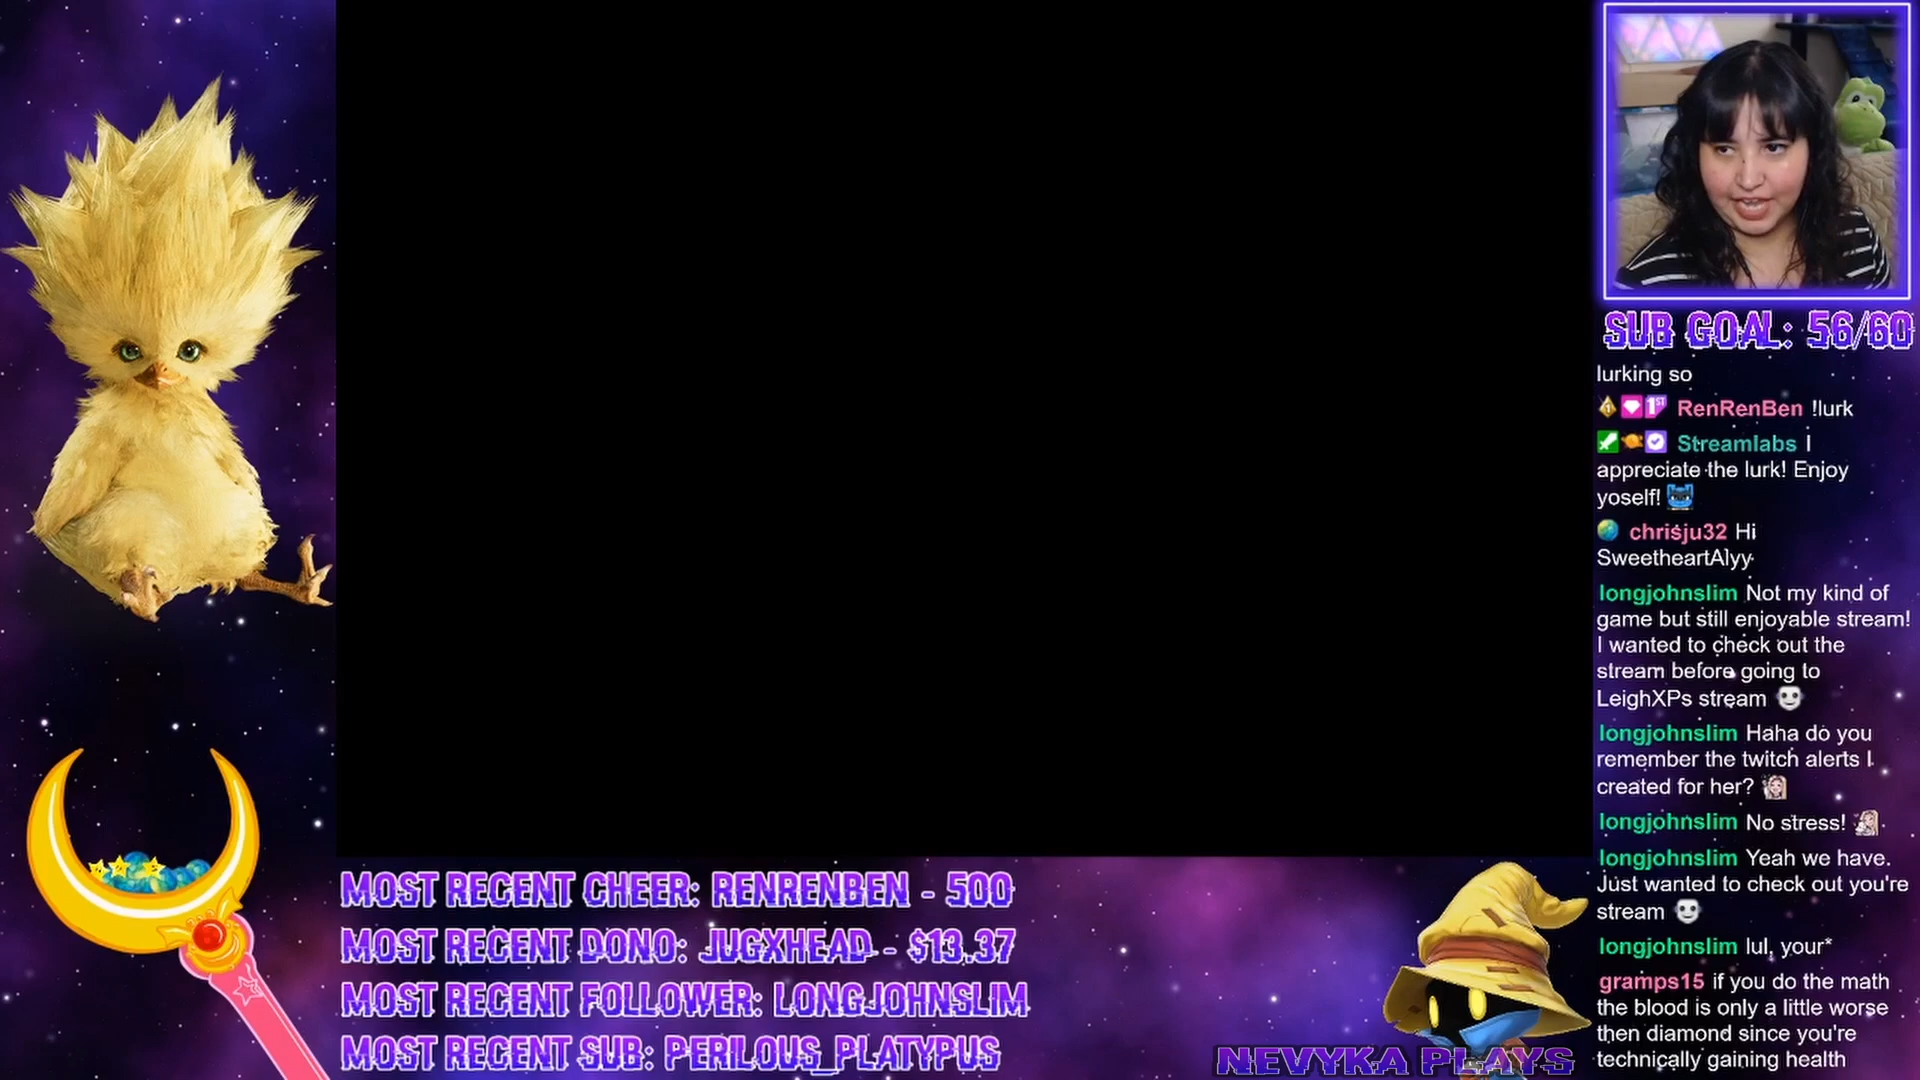 SUB GOAL: 56/60
lurking so
1 1ST RenRenBen !lurk
Streamlabs I
appreciate the lurk! Enjoy
yoself!
chrisju32 Hi
SweetheartAlyy
longjohnslim Not my kind of
game but still enjoyable stream!
I wanted to check out the
stream before going to
LeighXPs stream
longjohnslim Haha do you
remember the twitch alerts I
created for her?
longjohnslim No stress!
longjohnslim Yeah we have.
Just wanted to check out you're
stream
longjohnslim lul, your*
gramps15 if you do the math
the blood is only a little worse
then diamond since you're
technically gaining health
MOST RECENT CHEER: RENRENBEN - 500
MOST RECENT DONO: JUGXHEAD - $13.37
MOST RECENT FOLLOWER: LONGJOHNSLIM
MOST RECENT SUB: PERILOUS_PLATYPUS
NEVYKA PLAYS